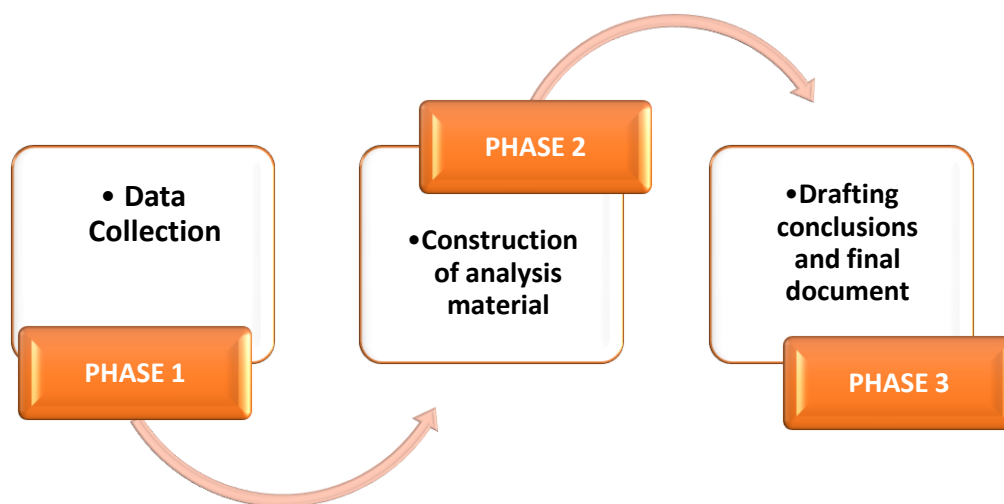 • Data
Collection
PHASE 1
PHASE 2
•Construction
of analysis
material
•Drafting
conclusions
and final
document
PHASE 3